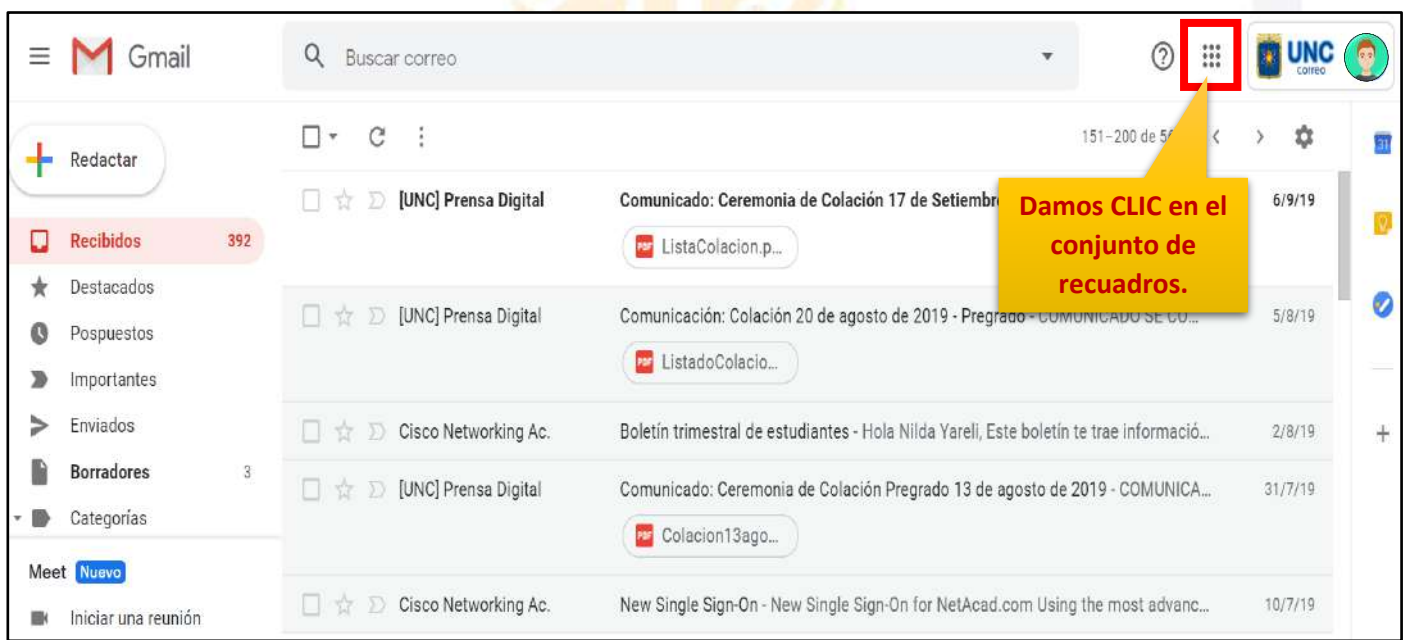 Gmail
Buscar correo
UNC
correo
Redactar
151–200 de 5
[UNC] Prensa Digital
Comunicado: Ceremonia de Colación 17 de Setiembre
6/9/19
PDF ListaColacion.p...
Damos CLIC en el
conjunto de
recuadros.
Recibidos 392
Destacados
Pospuestos
Importantes
Enviados
Borradores 3
Categorías
[UNC] Prensa Digital
Comunicación: Colación 20 de agosto de 2019 - Pregrado - COMUNICADO SE CO...
5/8/19
PDF ListadoColacio...
Cisco Networking Ac.
Boletín trimestral de estudiantes - Hola Nilda Yareli, Este boletín te trae informació...
2/8/19
[UNC] Prensa Digital
Comunicado: Ceremonia de Colación Pregrado 13 de agosto de 2019 - COMUNICA...
31/7/19
PDF Colacion13ago...
Meet Nuevo
Iniciar una reunión
Cisco Networking Ac.
New Single Sign-On - New Single Sign-On for NetAcad.com Using the most advanc...
10/7/19
31